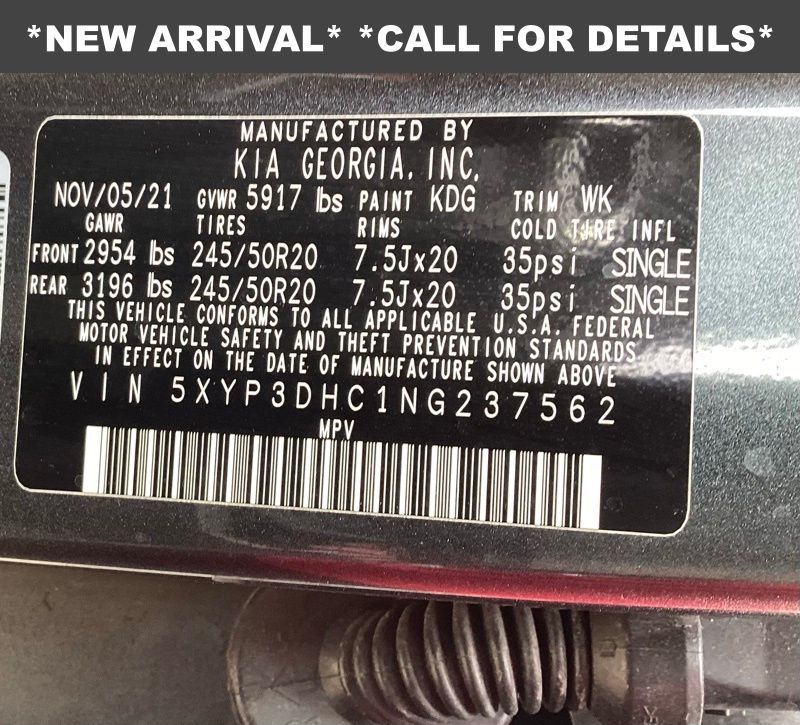 *NEW ARRIVAL* *CALL FOR DETAILS*
MANUFACTURED BY
KIA GEORGIA, INC.
NOV/05/21 GVWR 5917 lbs PAINT KDG TRIM WK
GAWR TIRES RIMS COLD TIRE INFL
FRONT 2954 lbs 245/50R20 7.5Jx20 35psi SINGLE
REAR 3196 lbs 245/50R20 7.5Jx20 35psi SINGLE
THIS VEHICLE CONFORMS TO ALL APPLICABLE U.S.A. FEDERAL
MOTOR VEHICLE SAFETY AND THEFT PREVENTION STANDARDS
IN EFFECT ON THE DATE OF MANUFACTURE SHOWN ABOVE
VIN 5XYP3DHC1NG237562
MPV